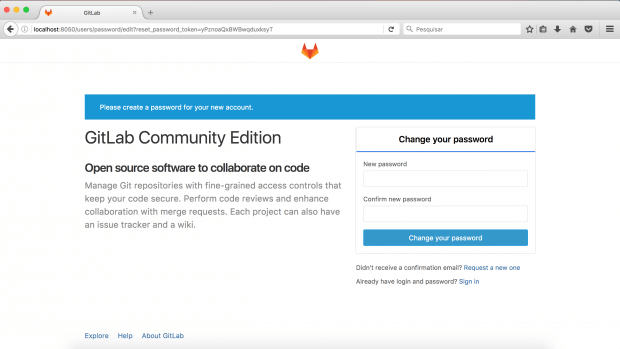 GitLab
localhost:8050/users/password/edit?reset_password_token=yPznoaQxBWBwqduxksyT
Pesquisar
Please create a password for your new account.
GitLab Community Edition
Open source software to collaborate on code
Manage Git repositories with fine-grained access controls that
keep your code secure. Perform code reviews and enhance
collaboration with merge requests. Each project can also have
an issue tracker and a wiki.
Change your password
New password
Confirm new password
Change your password
Didn't receive a confirmation email? Request a new one
Already have login and password? Sign in
Explore Help About GitLab